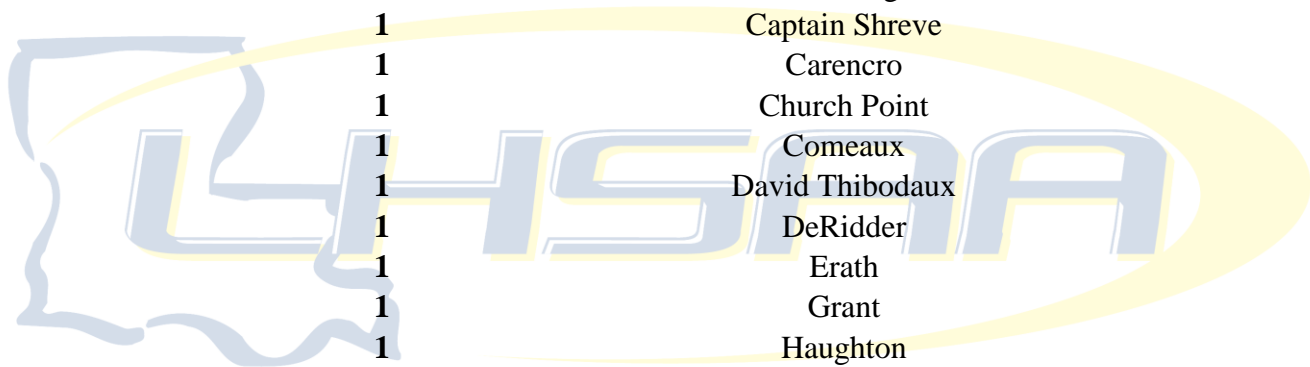 1 Captain Shreve
1 Carencro
1 Church Point
1 Comeaux
1 David Thibodaux
1 DeRidder
1 Erath
1 Grant
1 Haughton
LHSAA